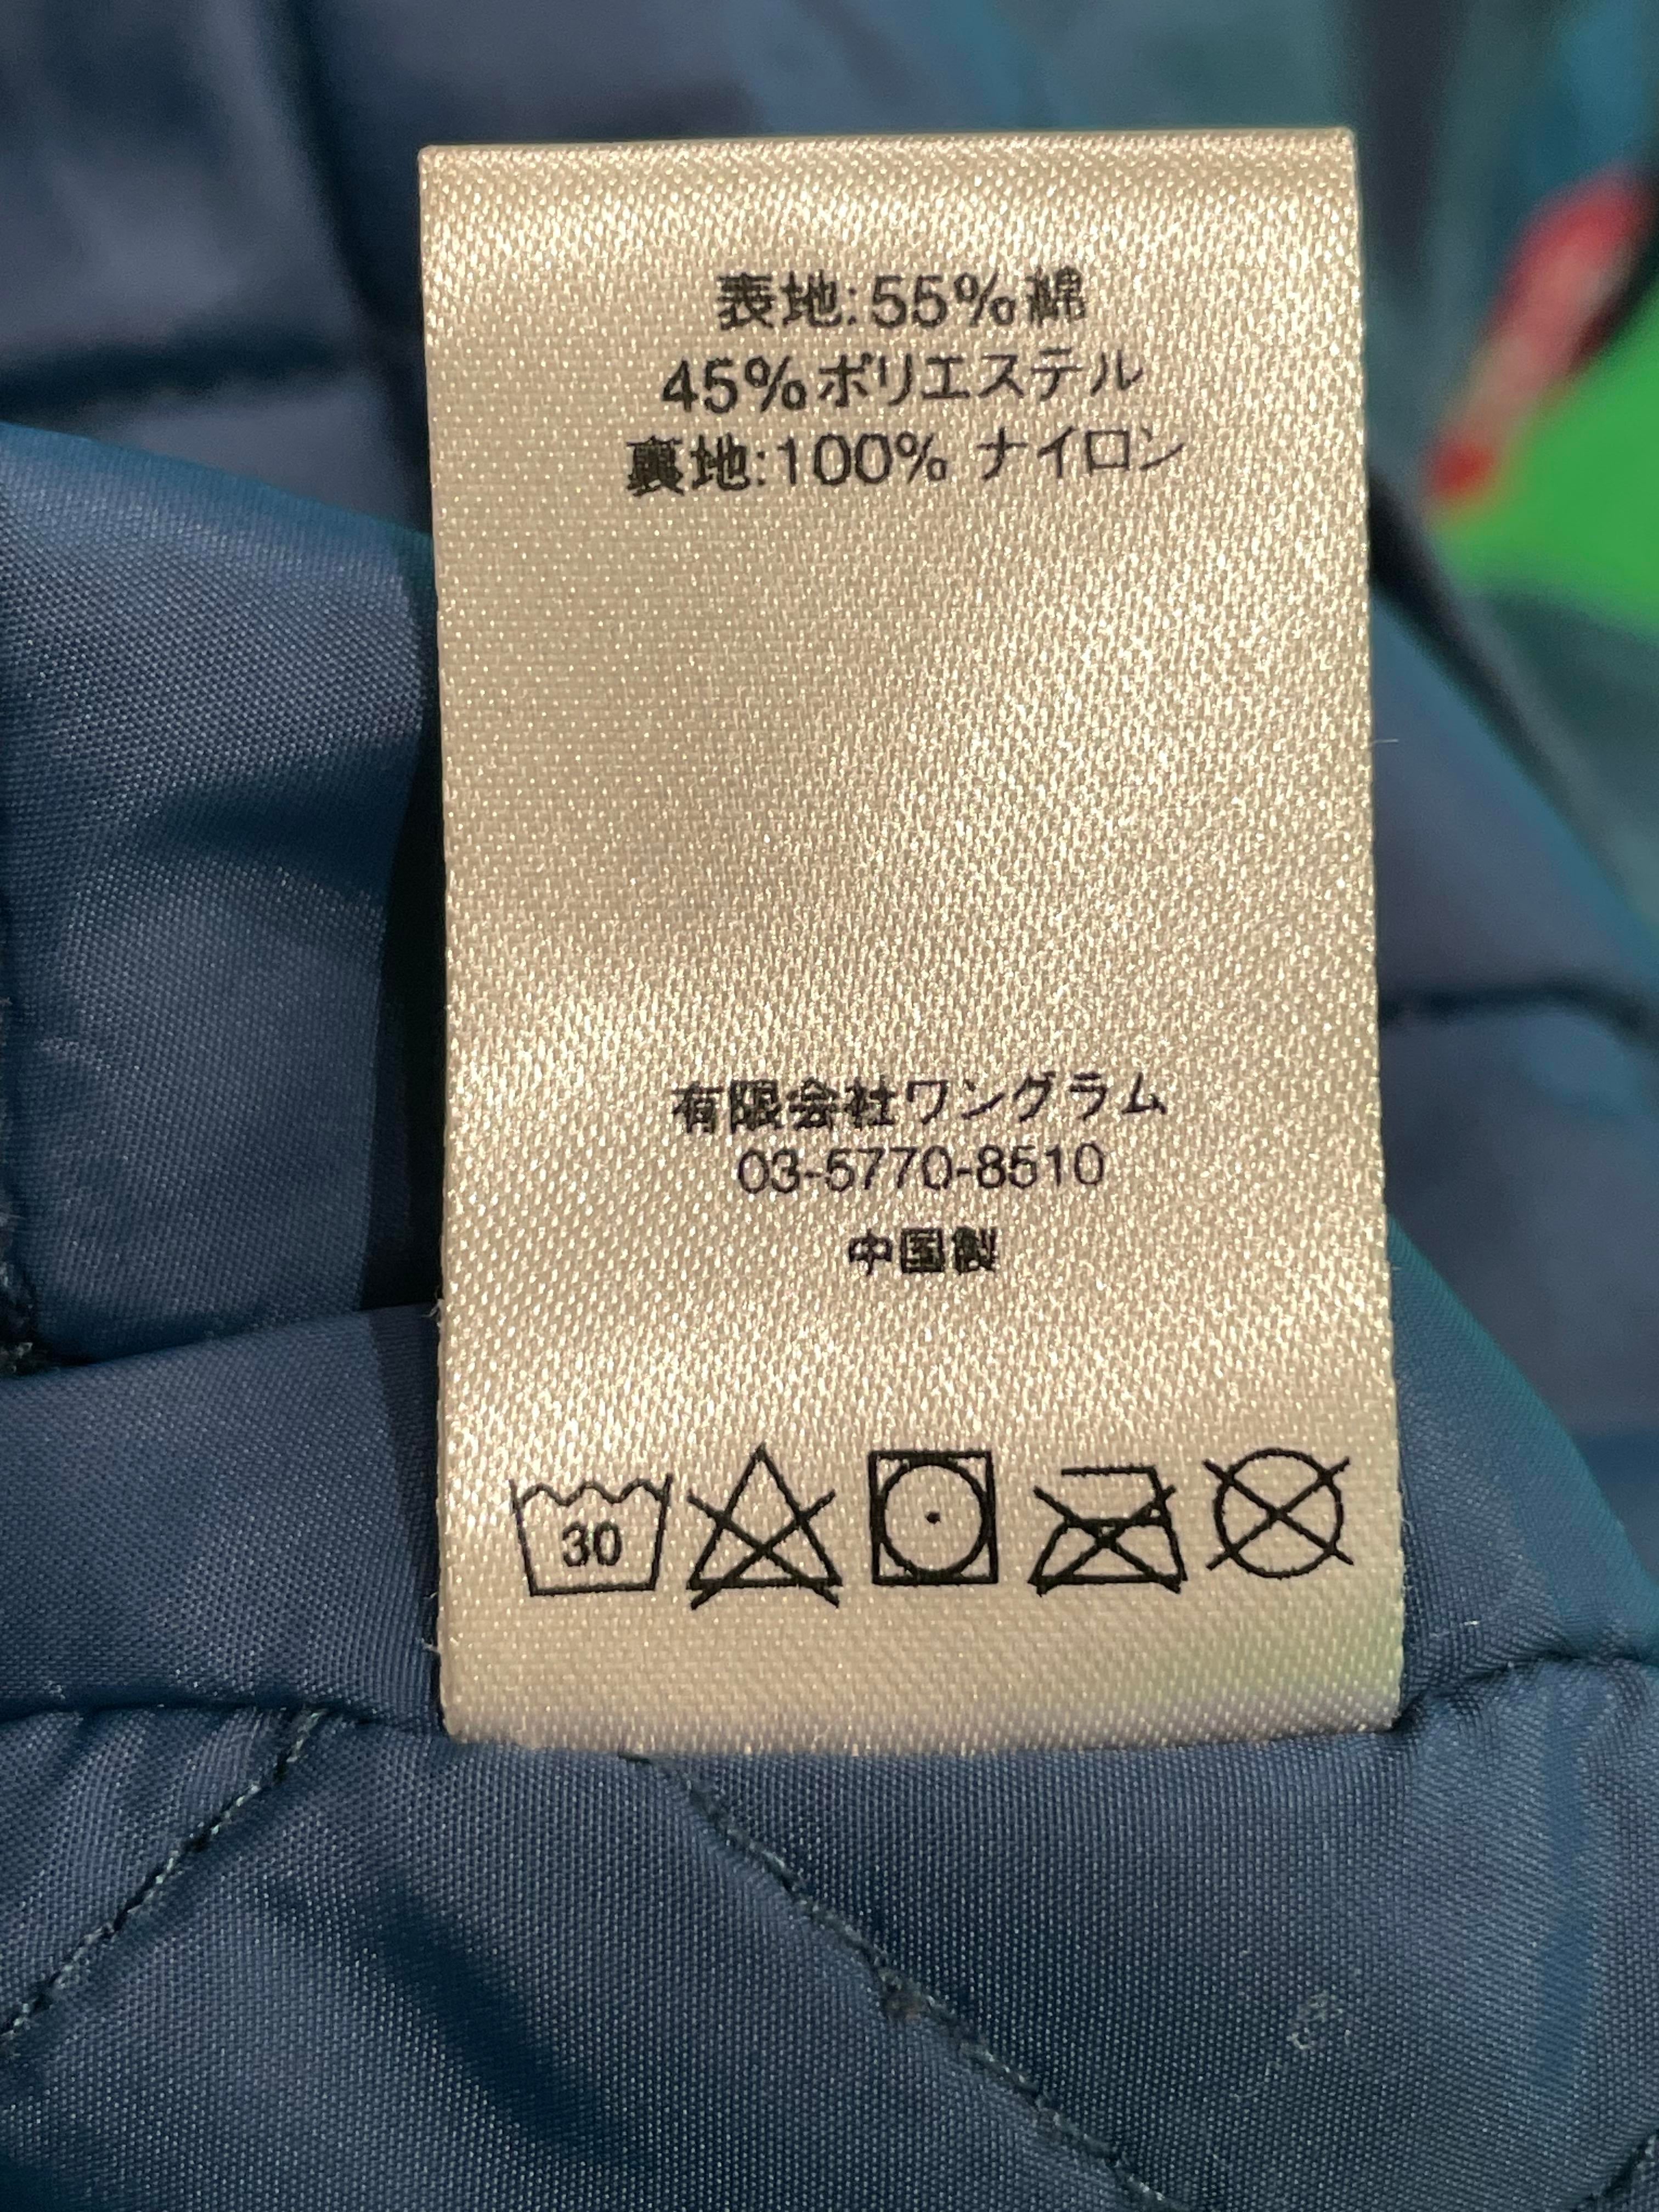 表地:55%綿
45%ポリエステル
裏地:100% ナイロン
有限会社ワングラム
03-5770-8510
中国製
30